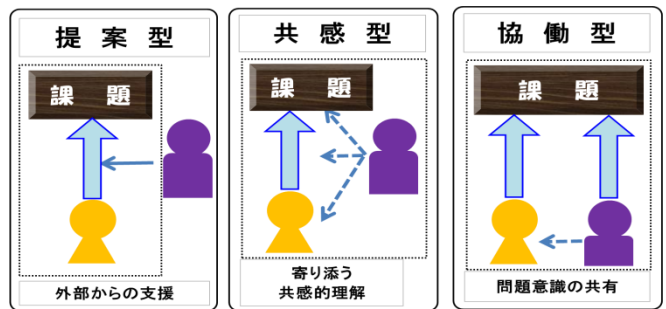 提案型
課題
外部からの支援
共感型
課題
寄り添う
共感的理解
協働型
課題
問題意識の共有